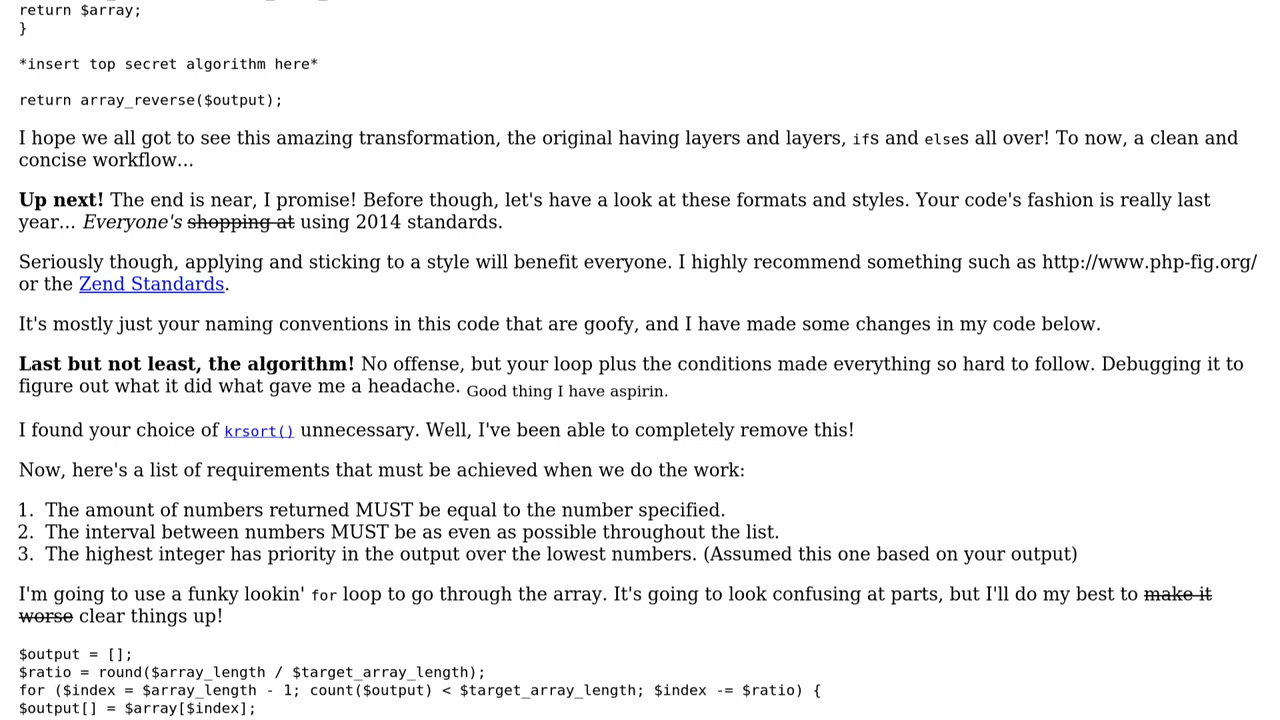 return $array;
}
*insert top secret algorithm here*
return array_reverse($output);
I hope we all got to see this amazing transformation, the original having layers and layers, ifs and elses all over! To now, a clean and
concise workflow...
Up next! The end is near, I promise! Before though, let's have a look at these formats and styles. Your code's fashion is really last
year... Everyone's shopping at using 2014 standards.
Seriously though, applying and sticking to a style will benefit everyone. I highly recommend something such as http://www.php-fig.org/
or the Zend Standards.
It's mostly just your naming conventions in this code that are goofy, and I have made some changes in my code below.
Last but not least, the algorithm! No offense, but your loop plus the conditions made everything so hard to follow. Debugging it to
figure out what it did what gave me a headache. Good thing I have aspirin.
I found your choice of krsort() unnecessary. Well, I've been able to completely remove this!
Now, here's a list of requirements that must be achieved when we do the work:
1. The amount of numbers returned MUST be equal to the number specified.
2. The interval between numbers MUST be as even as possible throughout the list.
3. The highest integer has priority in the output over the lowest numbers. (Assumed this one based on your output)
I'm going to use a funky lookin' for loop to go through the array. It's going to look confusing at parts, but I'll do my best to make it
worse clear things up!
$output = [];
$ratio = round($array_length / $target_array_length);
for ($index = $array_length - 1; count($output) < $target_array_length; $index -= $ratio) {
$output[] = $array[$index];